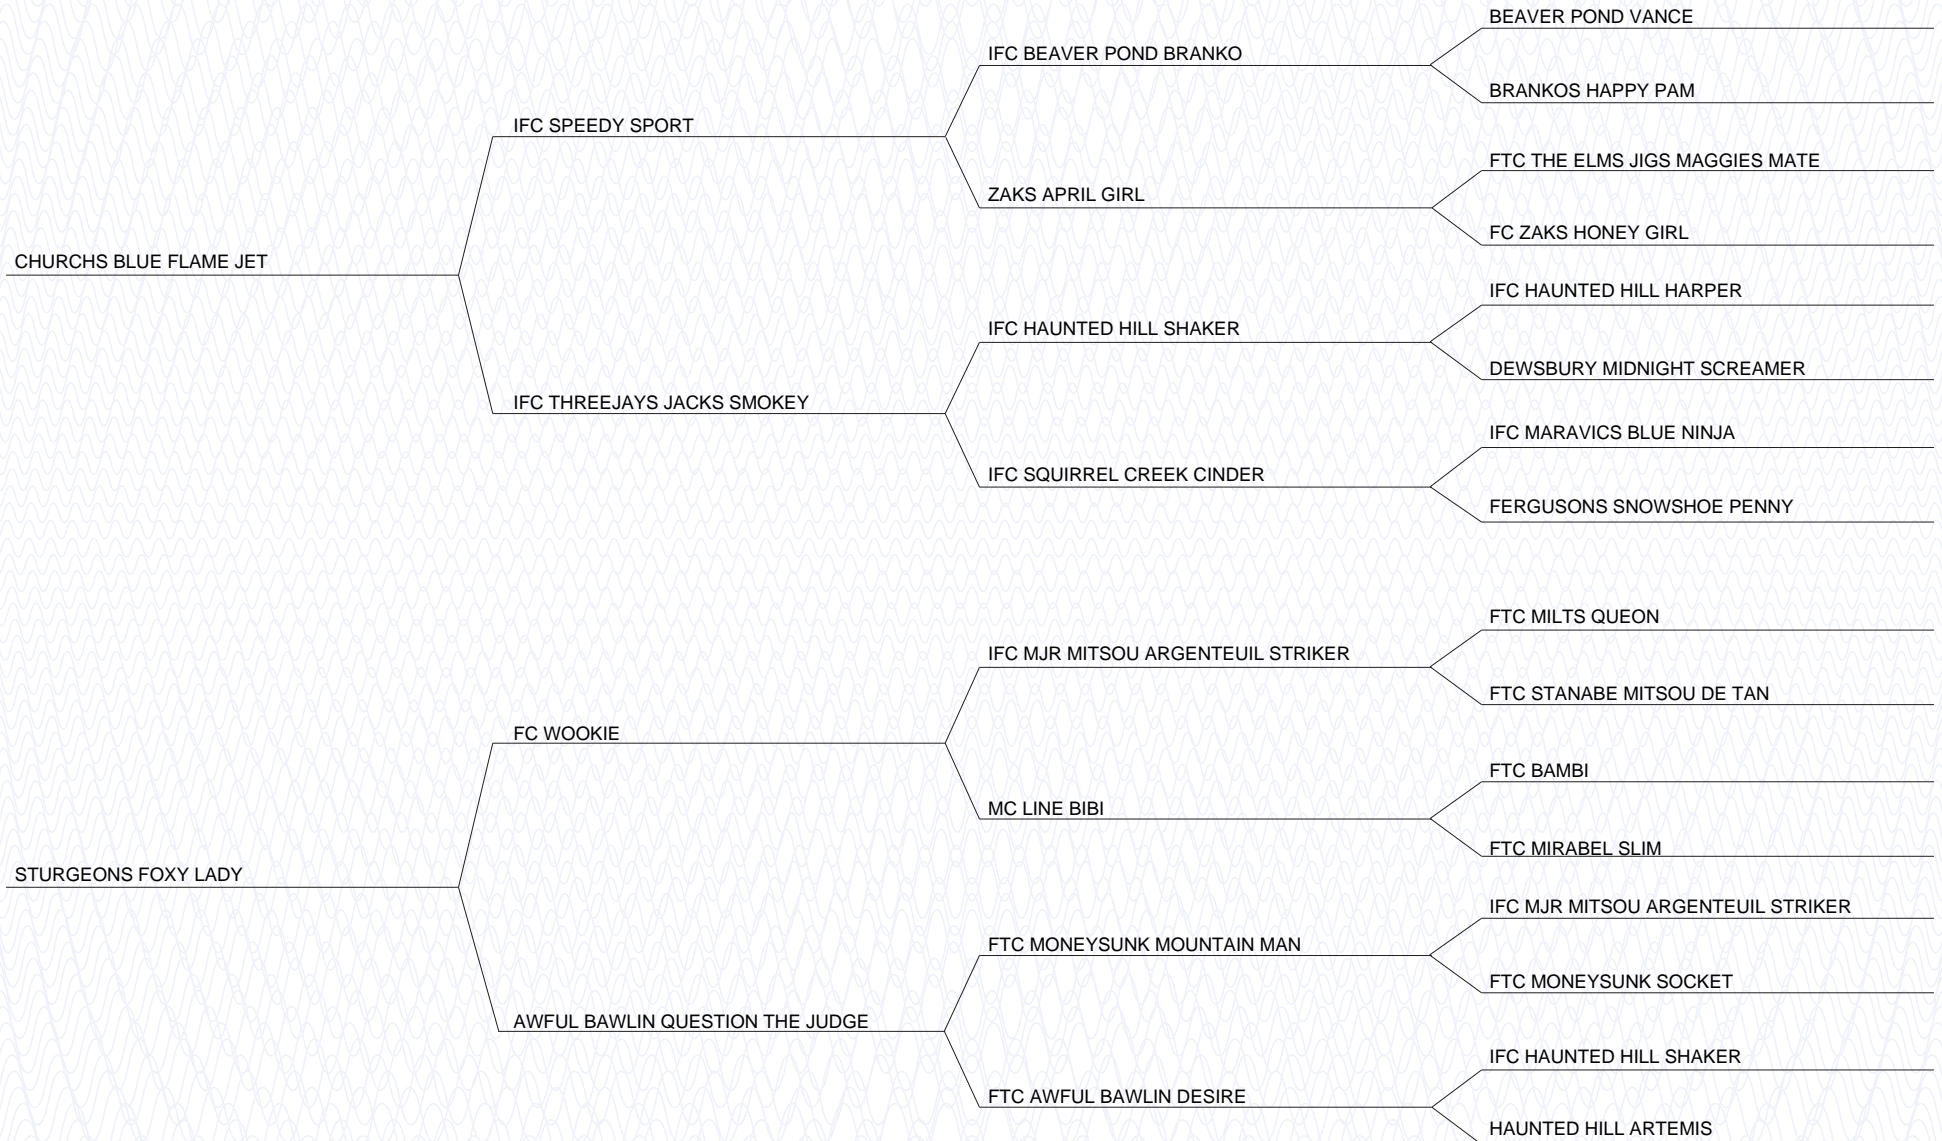 BEAVER POND VANCE
IFC BEAVER POND BRANKO
BRANKOS HAPPY PAM
IFC SPEEDY SPORT
FTC THE ELMS JIGS MAGGIES MATE
ZAKS APRIL GIRL
FC ZAKS HONEY GIRL
CHURCHS BLUE FLAME JET
IFC HAUNTED HILL HARPER
IFC HAUNTED HILL SHAKER
DEWSBURY MIDNIGHT SCREAMER
IFC THREEJAYS JACKS SMOKEY
IFC MARAVICS BLUE NINJA
IFC SQUIRREL CREEK CINDER
FERGUSONS SNOWSHOE PENNY
FTC MILTS QUEON
IFC MJR MITSOU ARGENTEUIL STRIKER
FTC STANABE MITSOU DE TAN
FC WOOKIE
FTC BAMBI
MC LINE BIBI
FTC MIRABEL SLIM
STURGEONS FOXY LADY
IFC MJR MITSOU ARGENTEUIL STRIKER
FTC MONEYSUNK MOUNTAIN MAN
FTC MONEYSUNK SOCKET
AWFUL BAWLIN QUESTION THE JUDGE
IFC HAUNTED HILL SHAKER
FTC AWFUL BAWLIN DESIRE
HAUNTED HILL ARTEMIS